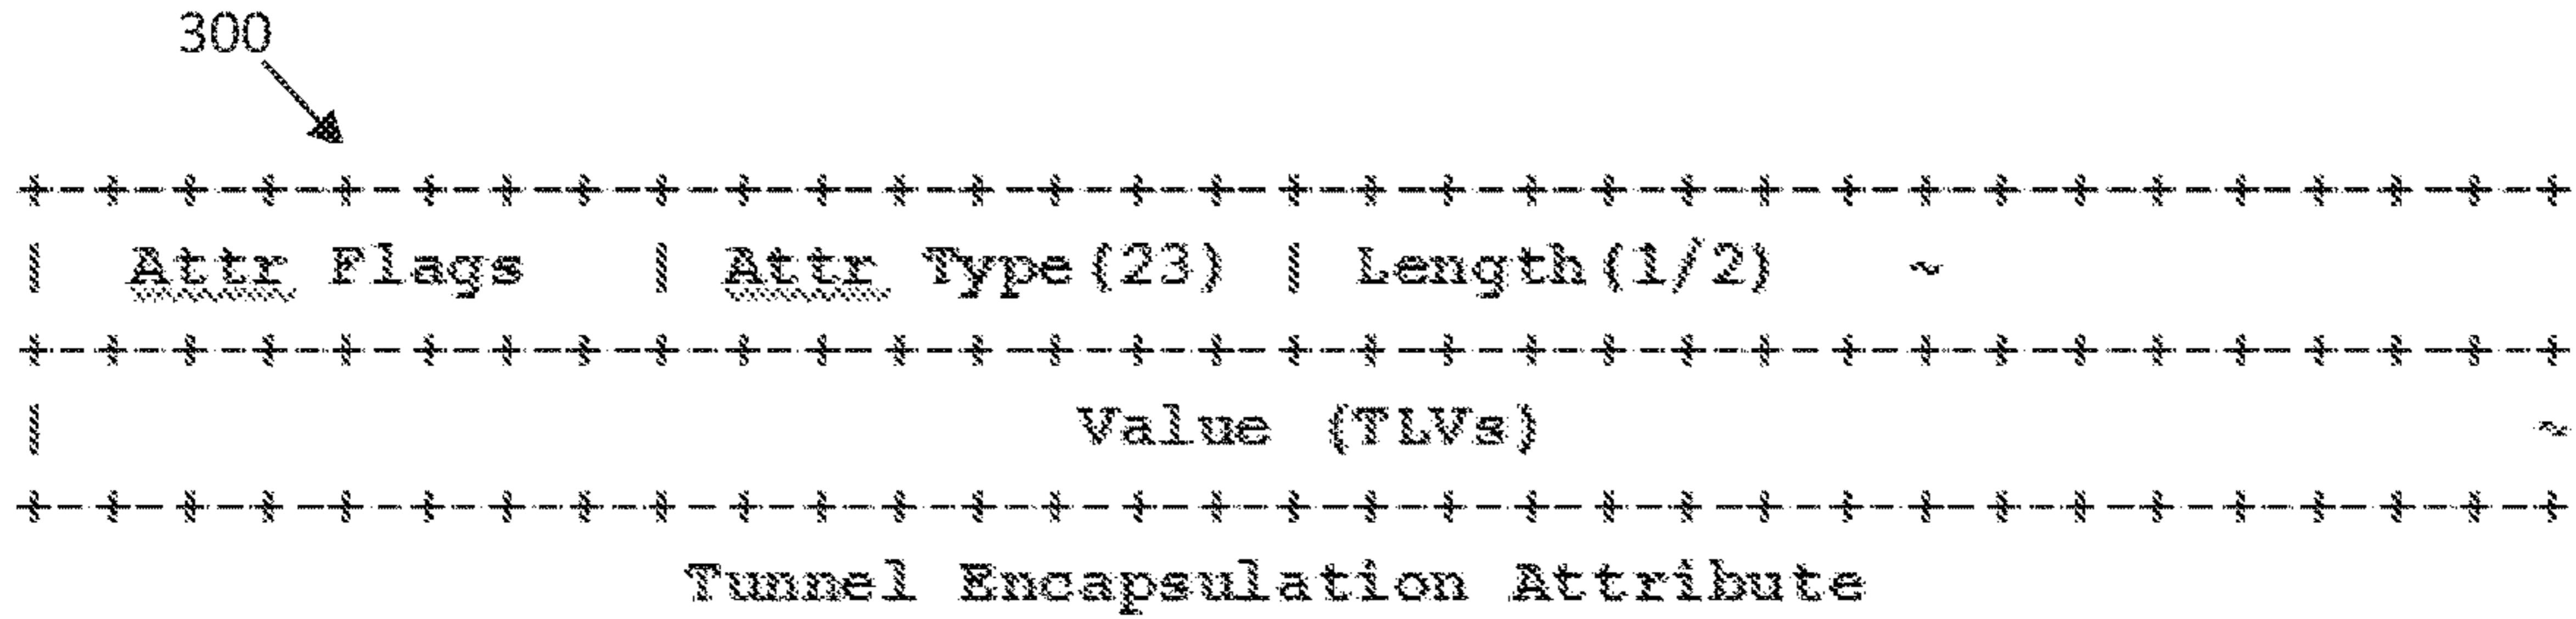 300
+-+-+-+-+-+-+-+-+-+-+-+-+-+-+-+-+-+-+-+-+-+-+-+-+-+-+-+-+-+-+-+-+
| Attr Flags | Attr Type(23) | Length(1/2) ~
+-+-+-+-+-+-+-+-+-+-+-+-+-+-+-+-+-+-+-+-+-+-+-+-+-+-+-+-+-+-+-+-+
| Value (TLVs) ~
+-+-+-+-+-+-+-+-+-+-+-+-+-+-+-+-+-+-+-+-+-+-+-+-+-+-+-+-+-+-+-+-+
Tunnel Encapsulation Attribute